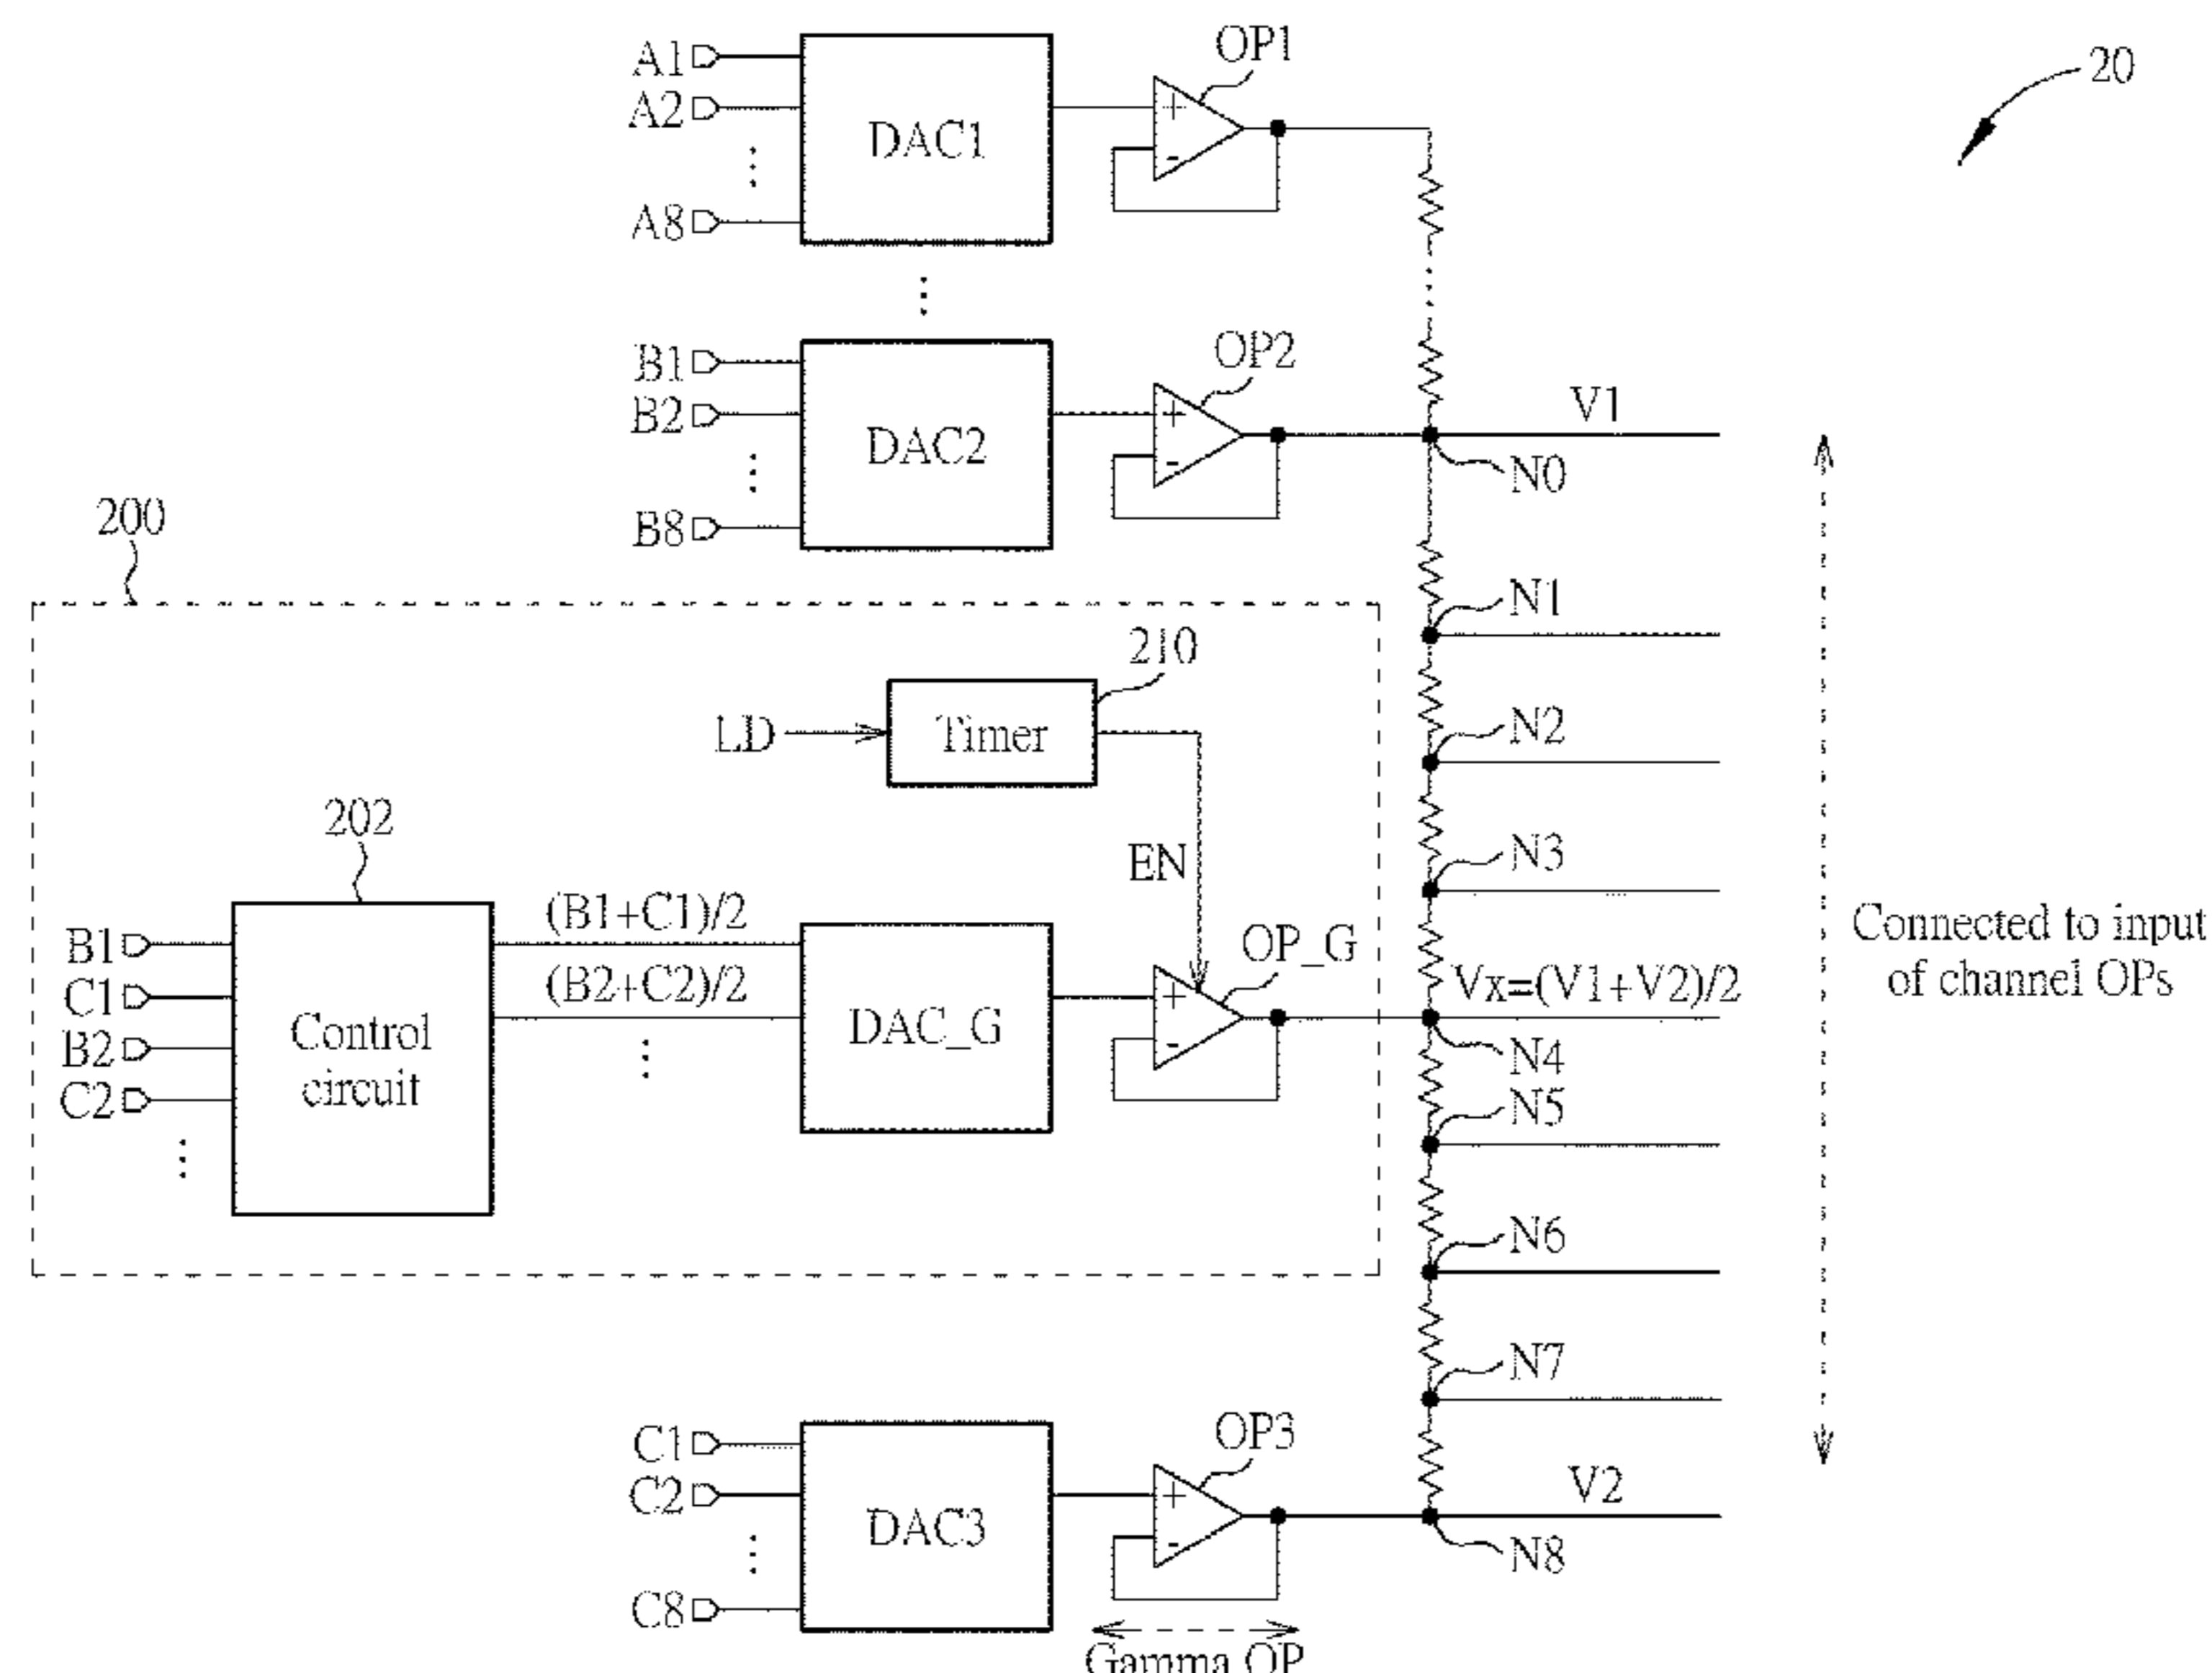 A1
A2
⋮
A8
DAC1
+
-
OP1
20
⋮
B1
B2
⋮
B8
DAC2
+
-
OP2
V1
N0
200
N1
210
LD
Timer
N2
202
EN
N3
B1
C1
B2
C2
⋮
Control
circuit
(B1+C1)/2
(B2+C2)/2
⋮
DAC_G
+
-
OP_G
Vx=(V1+V2)/2
N4
N5
Connected to input
of channel OPs
N6
N7
C1
C2
⋮
C8
DAC3
+
-
OP3
V2
N8
Gamma OP